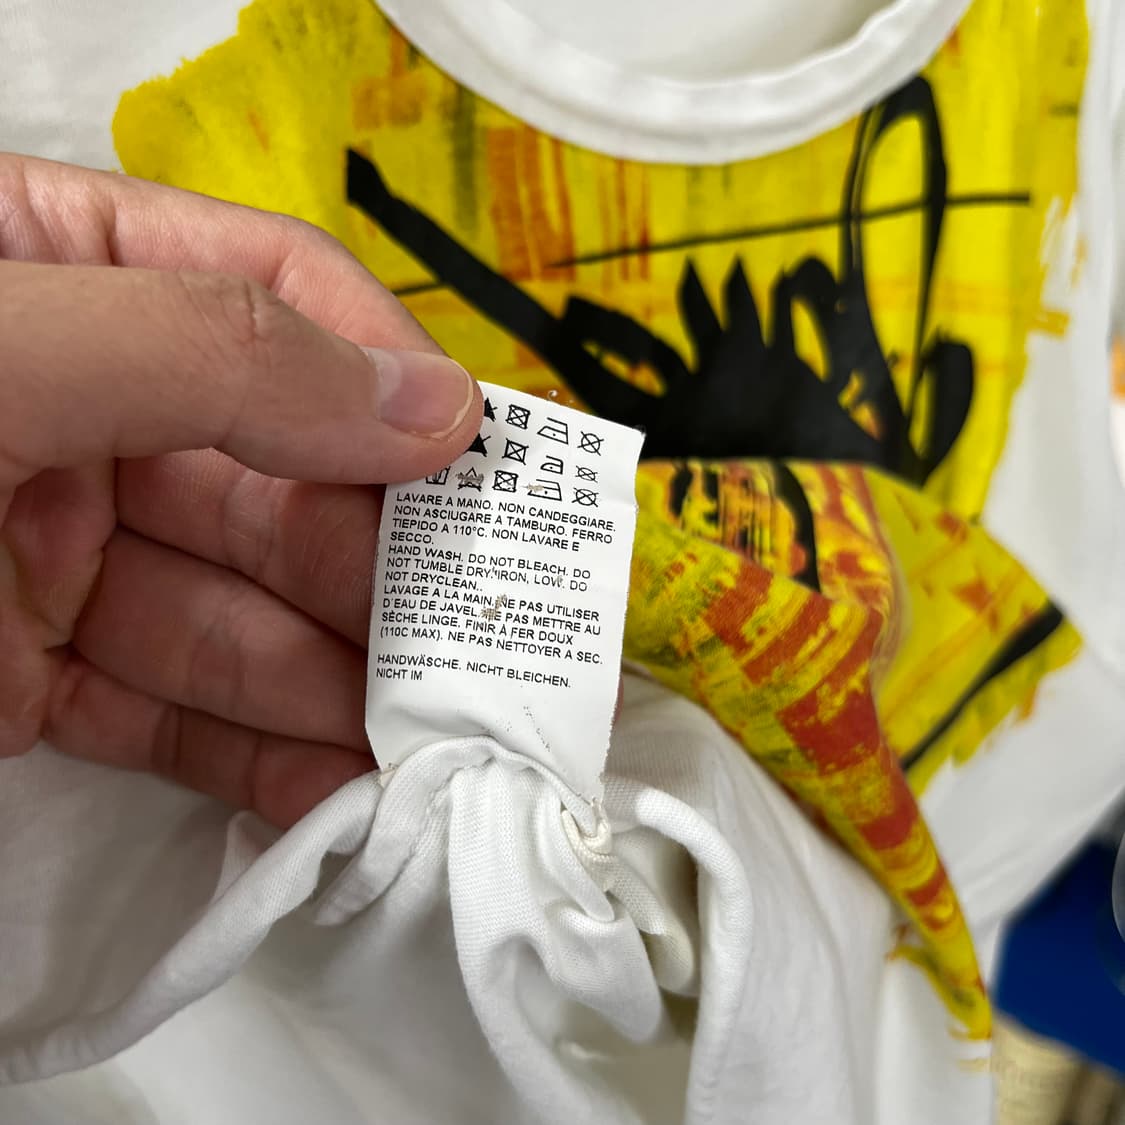 LAVARE A MANO. NON CANDEGGIARE.
NON ASCIUGARE A TAMBURO. FERRO
TIEPIDO A 110°C. NON LAVARE E
SECCO.
HAND WASH. DO NOT BLEACH. DO
NOT TUMBLE DRY. IRON, LOW. DO
NOT DRYCLEAN..
LAVAGE A LA MAIN. NE PAS UTILISER
D'EAU DE JAVEL. NE PAS METTRE AU
SÈCHE LINGE. FINIR À FER DOUX
(110C MAX). NE PAS NETTOYER A SEC.
HANDWÄSCHE. NICHT BLEICHEN.
NICHT IM